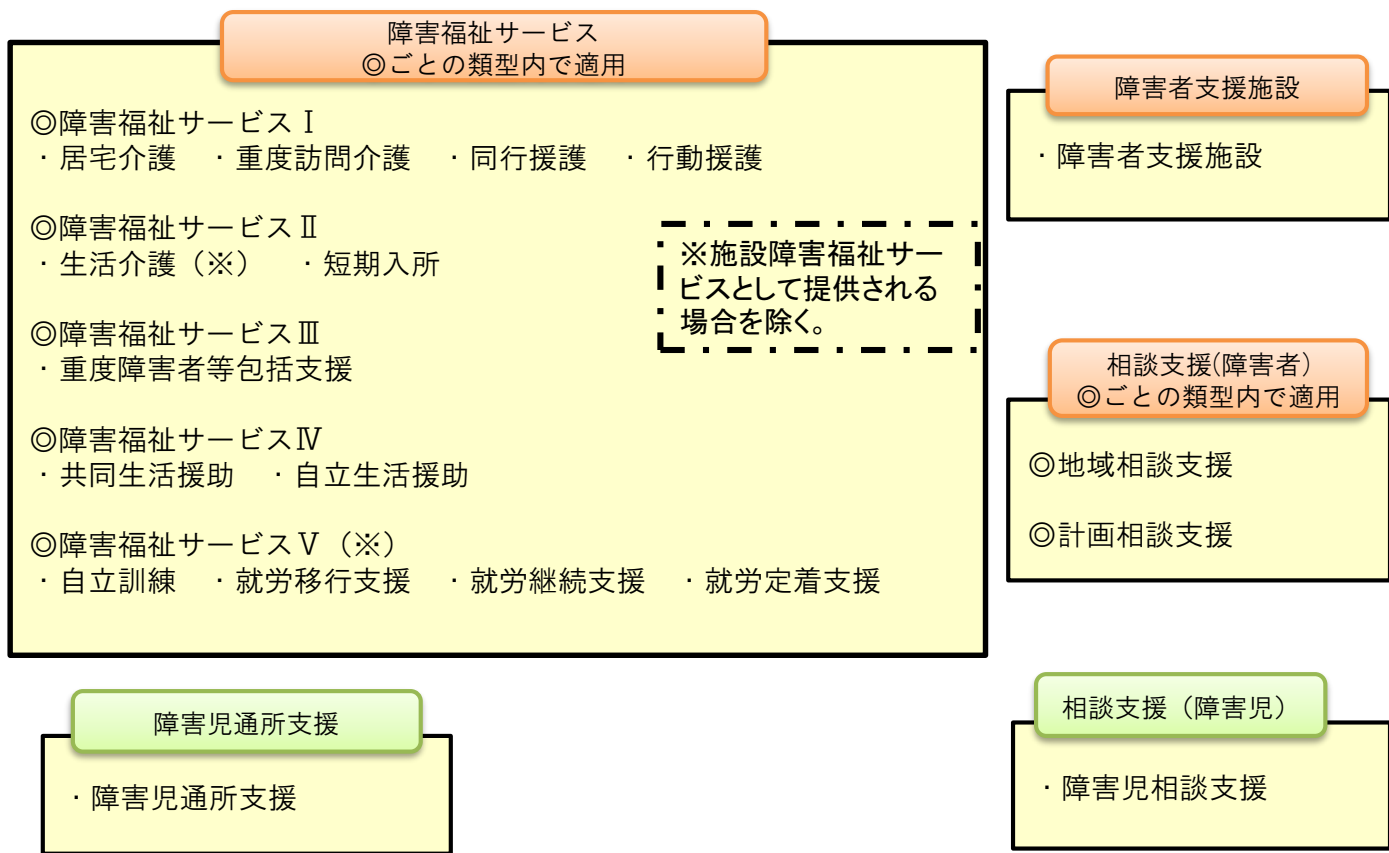 障害福祉サービス
◎ごとの類型内で適用
◎障害福祉サービスⅠ
・居宅介護　・重度訪問介護　・同行援護　・行動援護
◎障害福祉サービスⅡ
・生活介護（※）　・短期入所
◎障害福祉サービスⅢ
・重度障害者等包括支援
◎障害福祉サービスⅣ
・共同生活援助　・自立生活援助
◎障害福祉サービスⅤ（※）
・自立訓練　・就労移行支援　・就労継続支援　・就労定着支援
※施設障害福祉サー
ビスとして提供される
場合を除く。
障害者支援施設
・障害者支援施設
相談支援(障害者）
◎ごとの類型内で適用
◎地域相談支援
◎計画相談支援
障害児通所支援
・障害児通所支援
相談支援（障害児）
・障害児相談支援